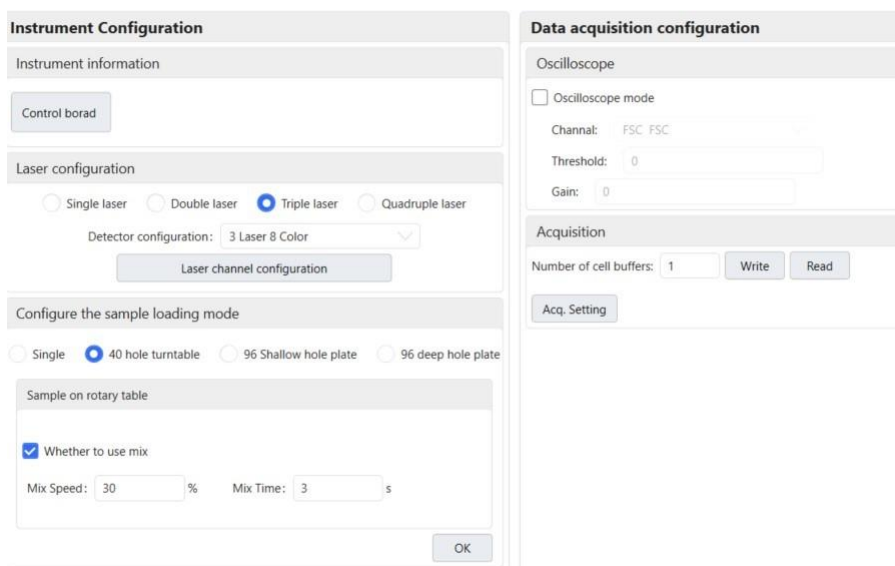 Instrument Configuration
Instrument information
Control borad
Laser configuration
Single laser Double laser Triple laser Quadruple laser
Detector configuration: 3 Laser 8 Color
Laser channel configuration
Configure the sample loading mode
Single 40 hole turntable 96 Shallow hole plate 96 deep hole plate
Sample on rotary table
Whether to use mix
Mix Speed: 30 % Mix Time: 3 s
OK
Data acquisition configuration
Oscilloscope
Oscilloscope mode
Channal: FSC FSC
Threshold: 0
Gain: 0
Acquisition
Number of cell buffers: 1 Write Read
Acq. Setting